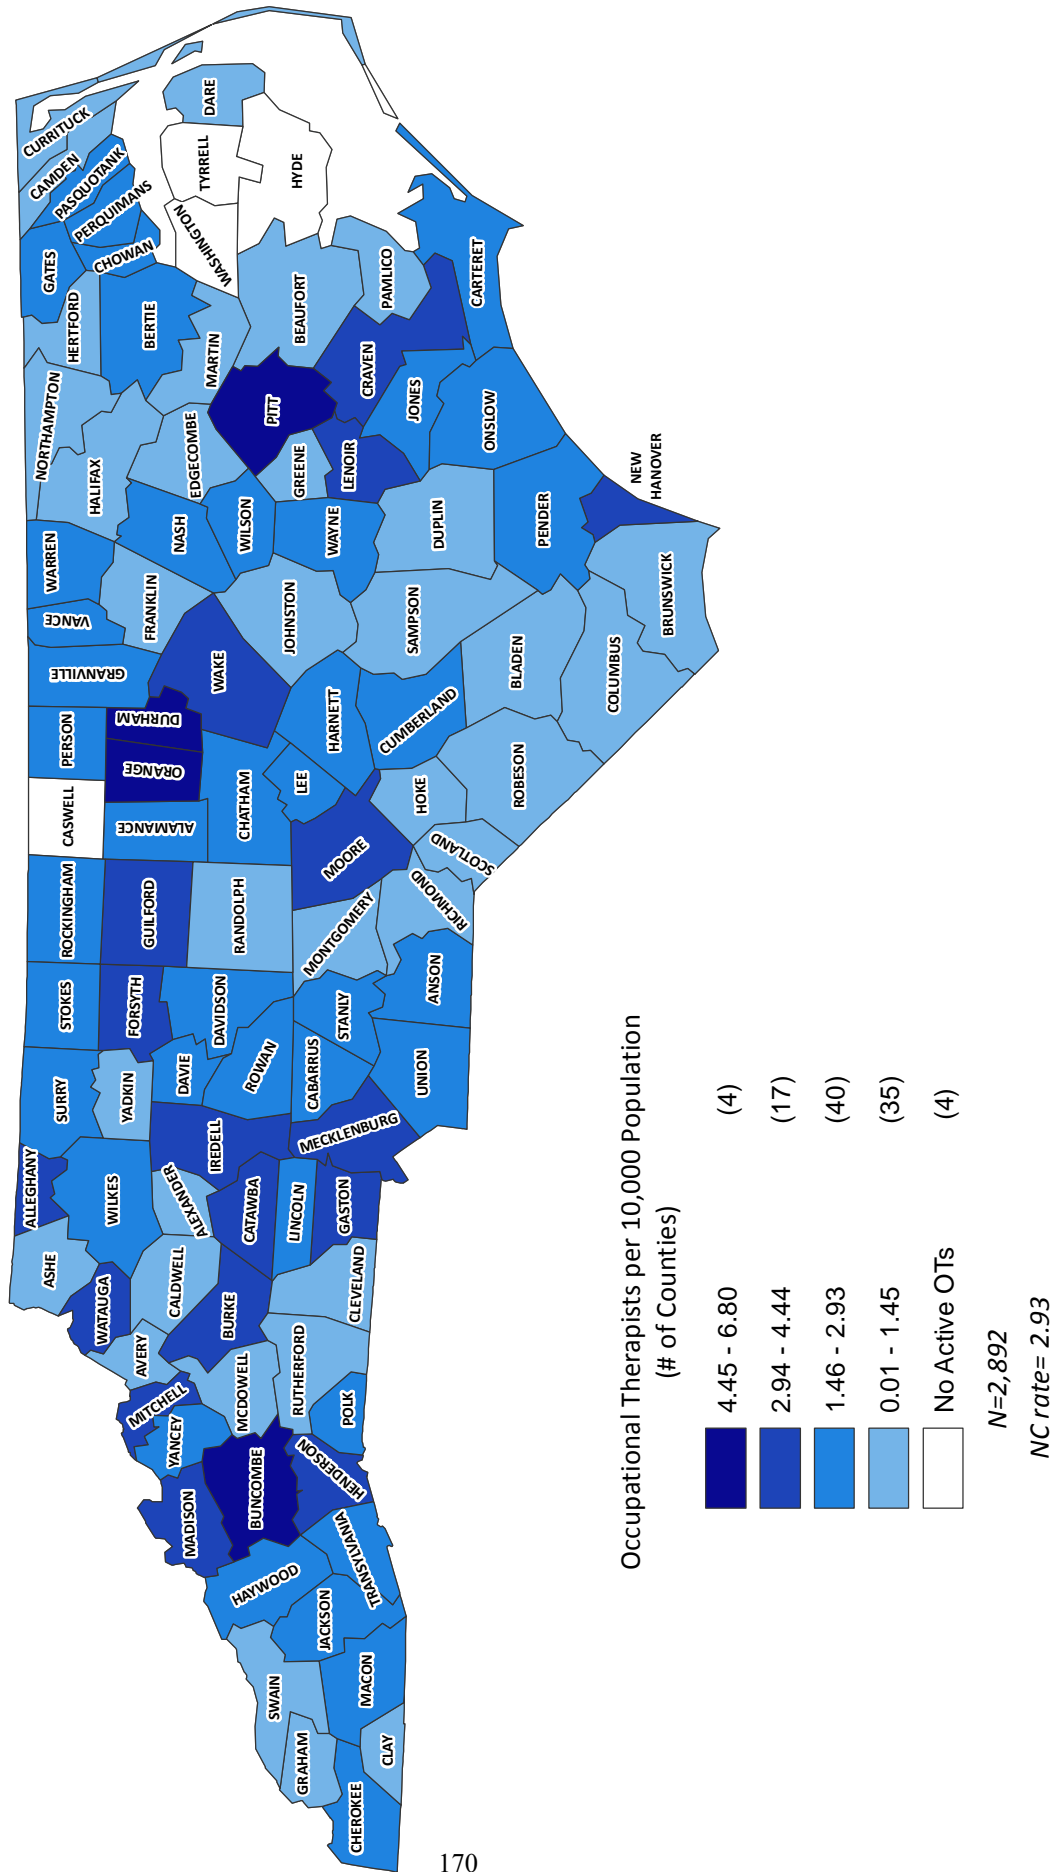 CHEROKEE
GRAHAM
CLAY
SWAIN
MACON
JACKSON
HAYWOOD
TRANSYLVANIA
MADISON
BUNCOMBE
HENDERSON
YANCEY
MITCHELL
POLK
MCDOWELL
RUTHERFORD
AVERY
WATAUGA
BURKE
CALDWELL
CLEVELAND
ASHE
ALLEGHANY
WILKES
ALEXANDER
CATAWBA
LINCOLN
GASTON
SURRY
YADKIN
IREDELL
MECKLENBURG
STOKES
FORSYTH
DAVIE
DAVIDSON
ROWAN
CABARRUS
STANLY
UNION
ANSON
ROCKINGHAM
GUILFORD
RANDOLPH
MONTGOMERY
RICHMOND
SCOTLAND
CASWELL
ALAMANCE
CHATHAM
MOORE
LEE
HOKE
ROBESON
PERSON
ORANGE
DURHAM
GRANVILLE
WAKE
HARNETT
CUMBERLAND
BLADEN
COLUMBUS
BRUNSWICK
VANCE
WARREN
FRANKLIN
JOHNSTON
SAMPSON
NASH
WILSON
WAYNE
DUPLIN
PENDER
NEW
HANOVER
NORTHAMPTON
HALIFAX
EDGECOMBE
PITT
GREENE
LENOIR
JONES
ONSLOW
HERTFORD
BERTIE
MARTIN
BEAUFORT
CRAVEN
PAMLICO
CARTERET
GATES
CHOWAN
PERQUIMANS
PASQUOTANK
CAMDEN
CURRITUCK
WASHINGTON
TYRRELL
DARE
HYDE
Occupational Therapists per 10,000 Population
(# of Counties)
4.45 - 6.80 (4)
2.94 - 4.44 (17)
1.46 - 2.93 (40)
0.01 - 1.45 (35)
No Active OTs (4)
N=2,892
NC rate= 2.93
170